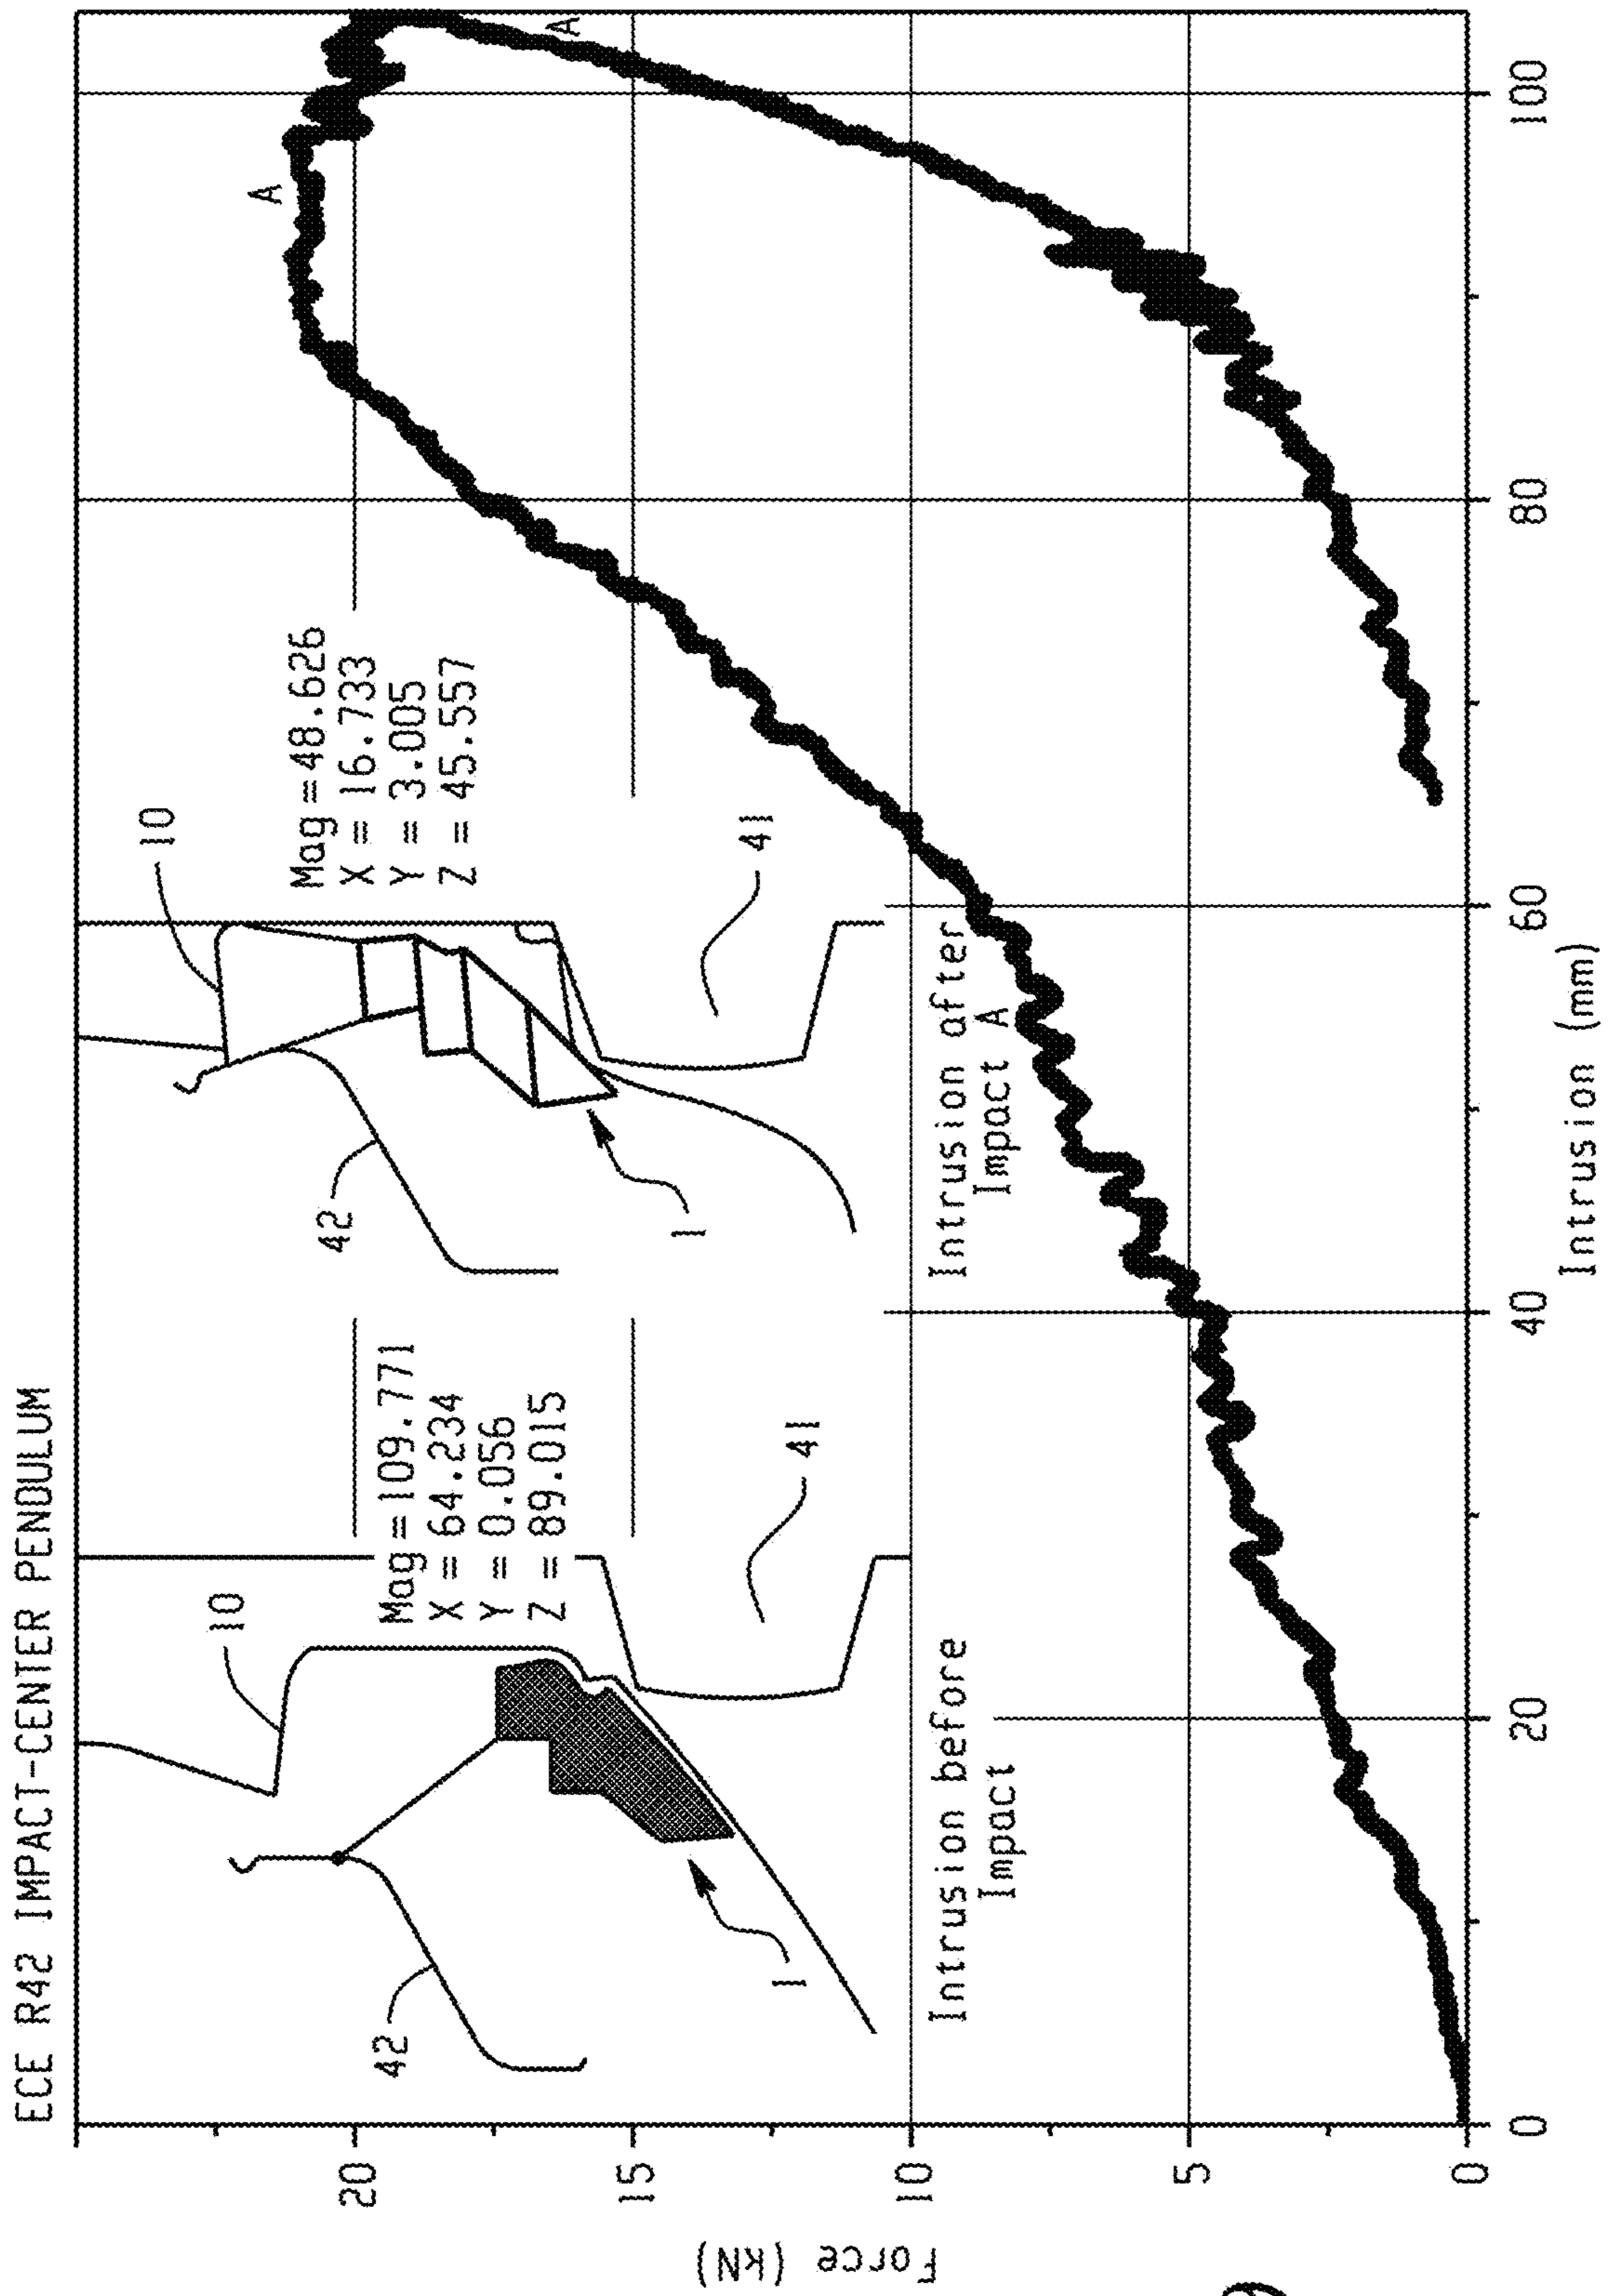 ECE R42 IMPACT-CENTER PENDULUM
Force (kN)
20
15
10
5
0
0
20
40
60
80
100
Intrusion (mm)
42
10
Mag = 109.771
X = 64.234
Y = 0.056
Z = 89.015
41
1
Intrusion before
Impact
42
10
Mag = 48.626
X = 16.733
Y = 3.005
Z = 45.557
41
1
Intrusion after
Impact A
A
A